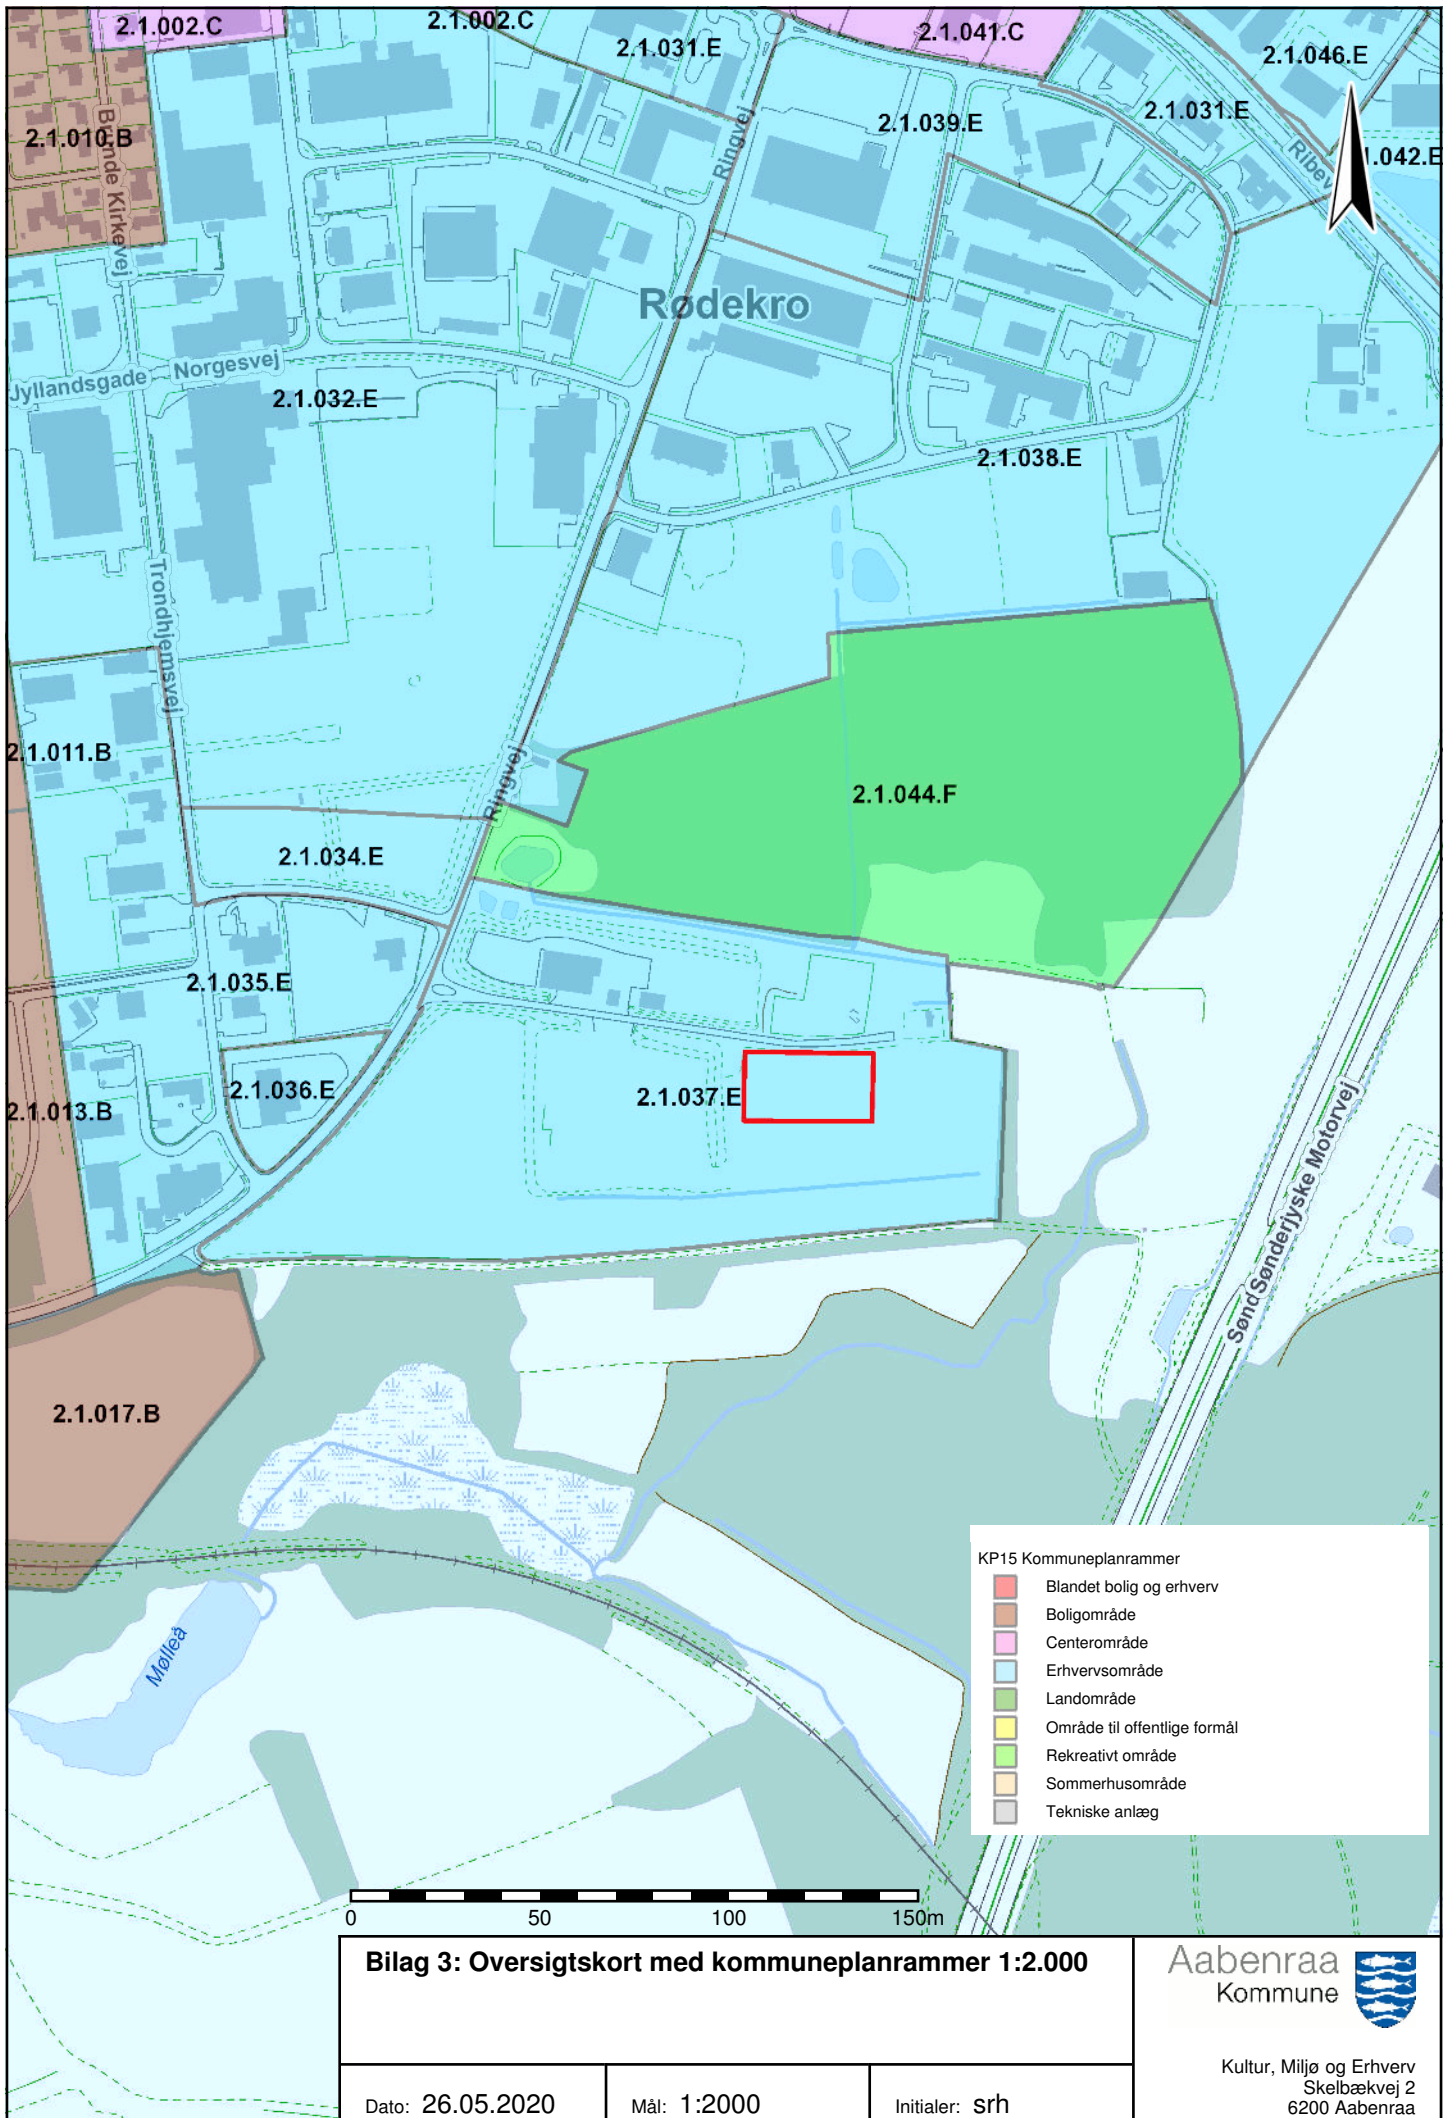 2.1.002.C
2.1.002.C
2.1.031.E
2.1.041.C
2.1.046.E
2.1.031.E
2.1.039.E
2.1.010.B
1.042.E
Brunde Kirkevej
Ringvej
Rødekro
Jyllandsgade
Norgesvej
2.1.032.E
2.1.038.E
Trondhjemsvej
2.1.011.B
Ringvej
2.1.044.F
2.1.034.E
2.1.035.E
2.1.036.E
2.1.037.E
2.1.013.B
Sønderjyske Motorvej
2.1.017.B
Mølleå
KP15 Kommuneplanrammer
Blandet bolig og erhverv
Boligområde
Centerområde
Erhvervsområde
Landområde
Område til offentlige formål
Rekreativt område
Sommerhusområde
Tekniske anlæg
0 50 100 150m
Bilag 3: Oversigtskort med kommuneplanrammer 1:2.000
Aabenraa
Kommune
Kultur, Miljø og Erhverv
Skelbækvej 2
6200 Aabenraa
Dato: 26.05.2020
Mål: 1:2000
Initialer: srh